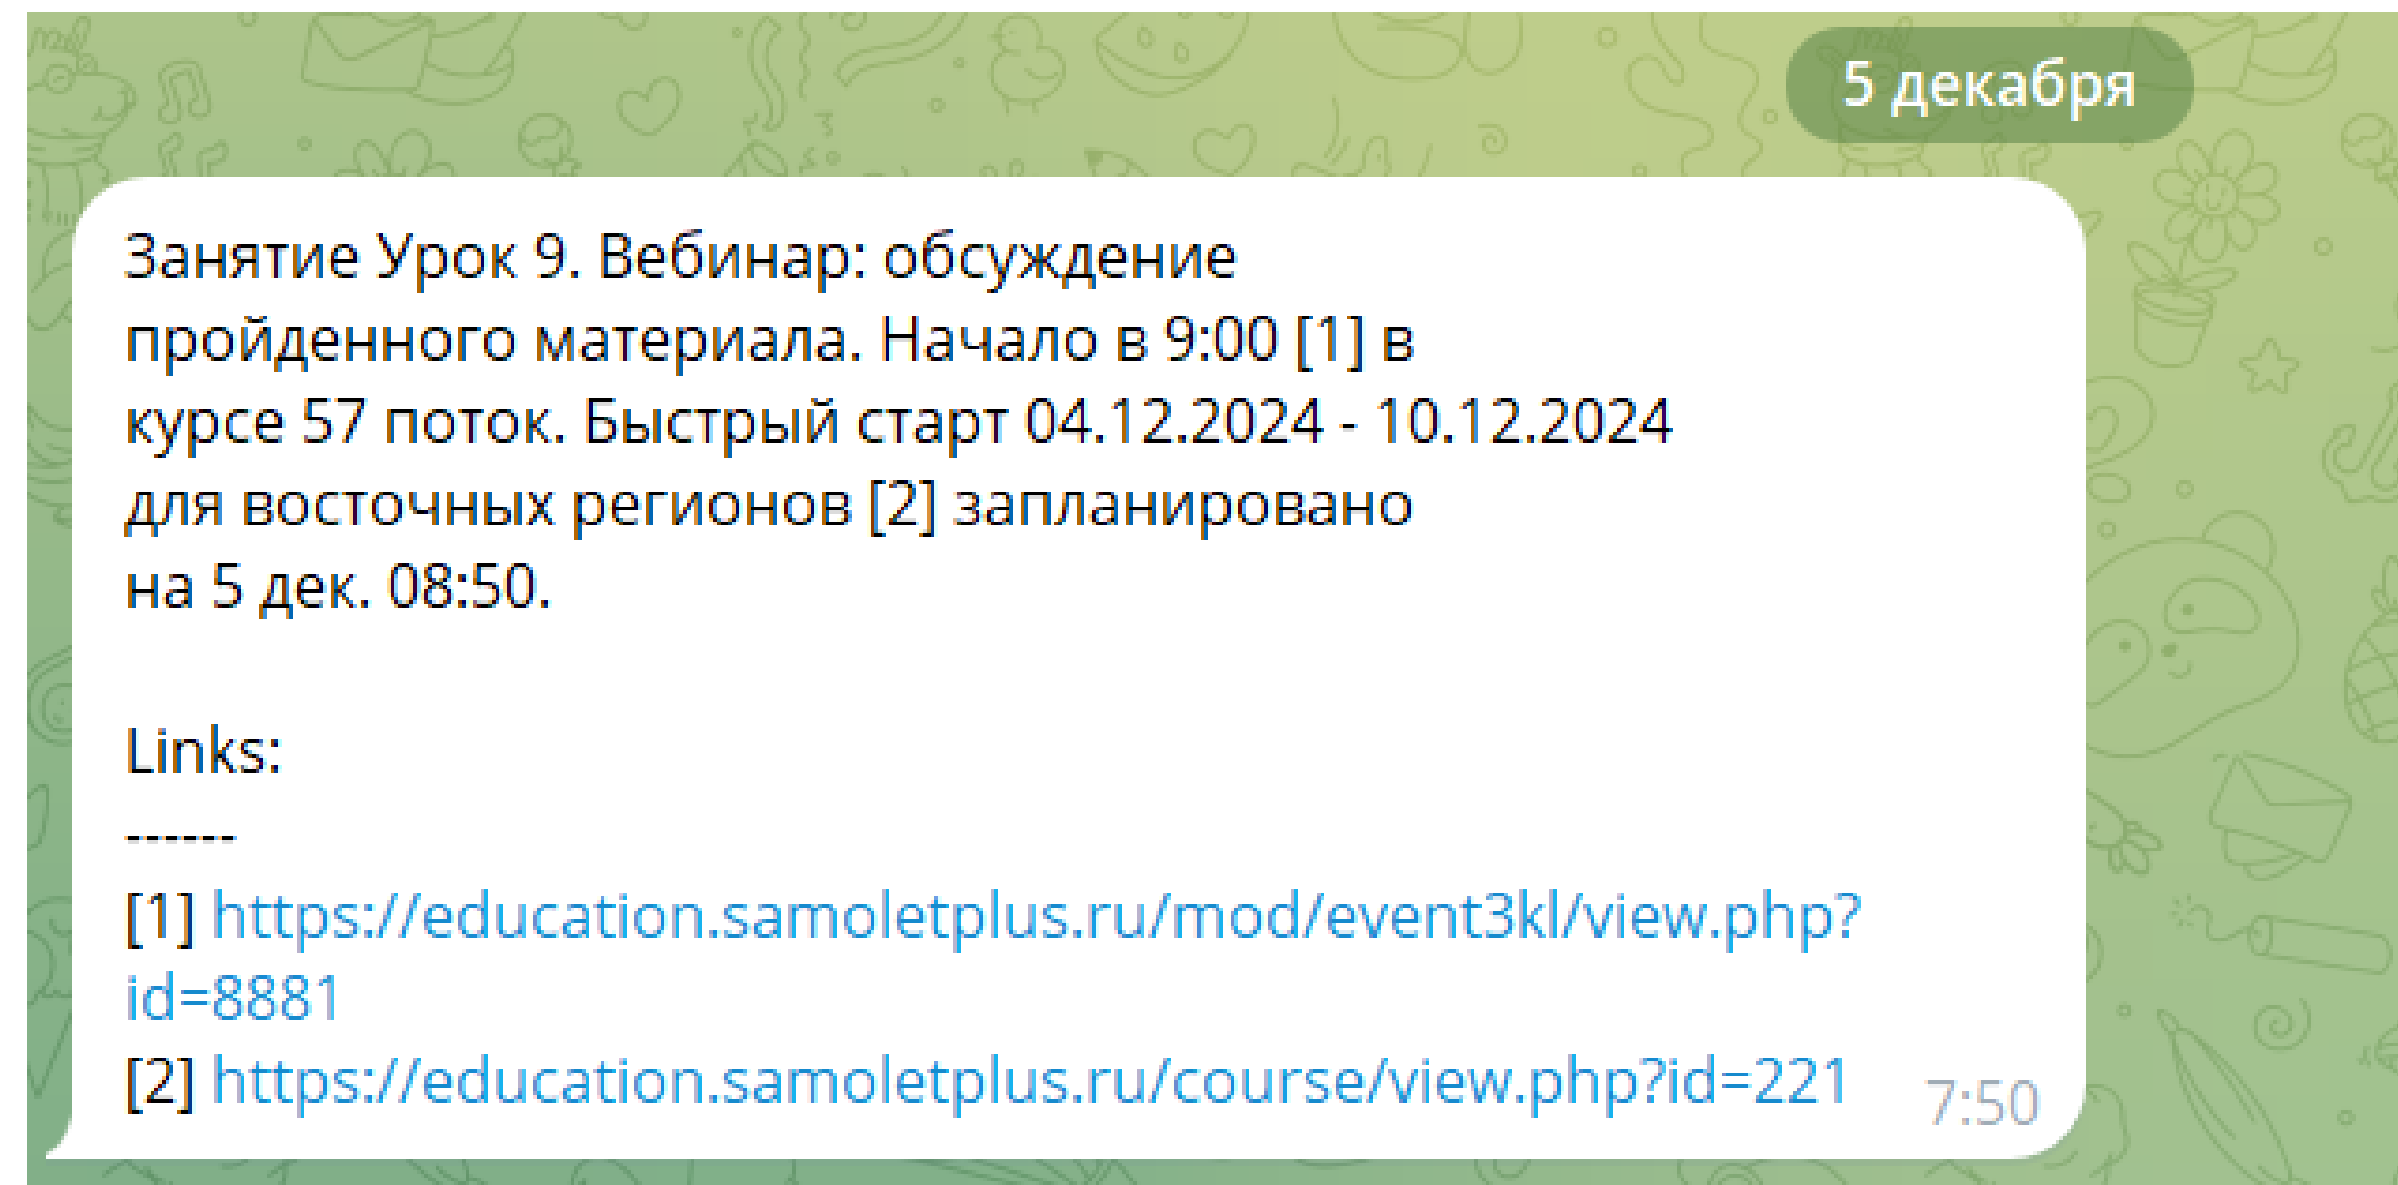 5 декабря
Занятие Урок 9. Вебинар: обсуждение
пройденного материала. Начало в 9:00 [1] в
курсе 57 поток. Быстрый старт 04.12.2024 - 10.12.2024
для восточных регионов [2] запланировано
на 5 дек. 08:50.
Links:
------
[1] https://education.samoletplus.ru/mod/event3kl/view.php?
id=8881
[2] https://education.samoletplus.ru/course/view.php?id=221
7:50